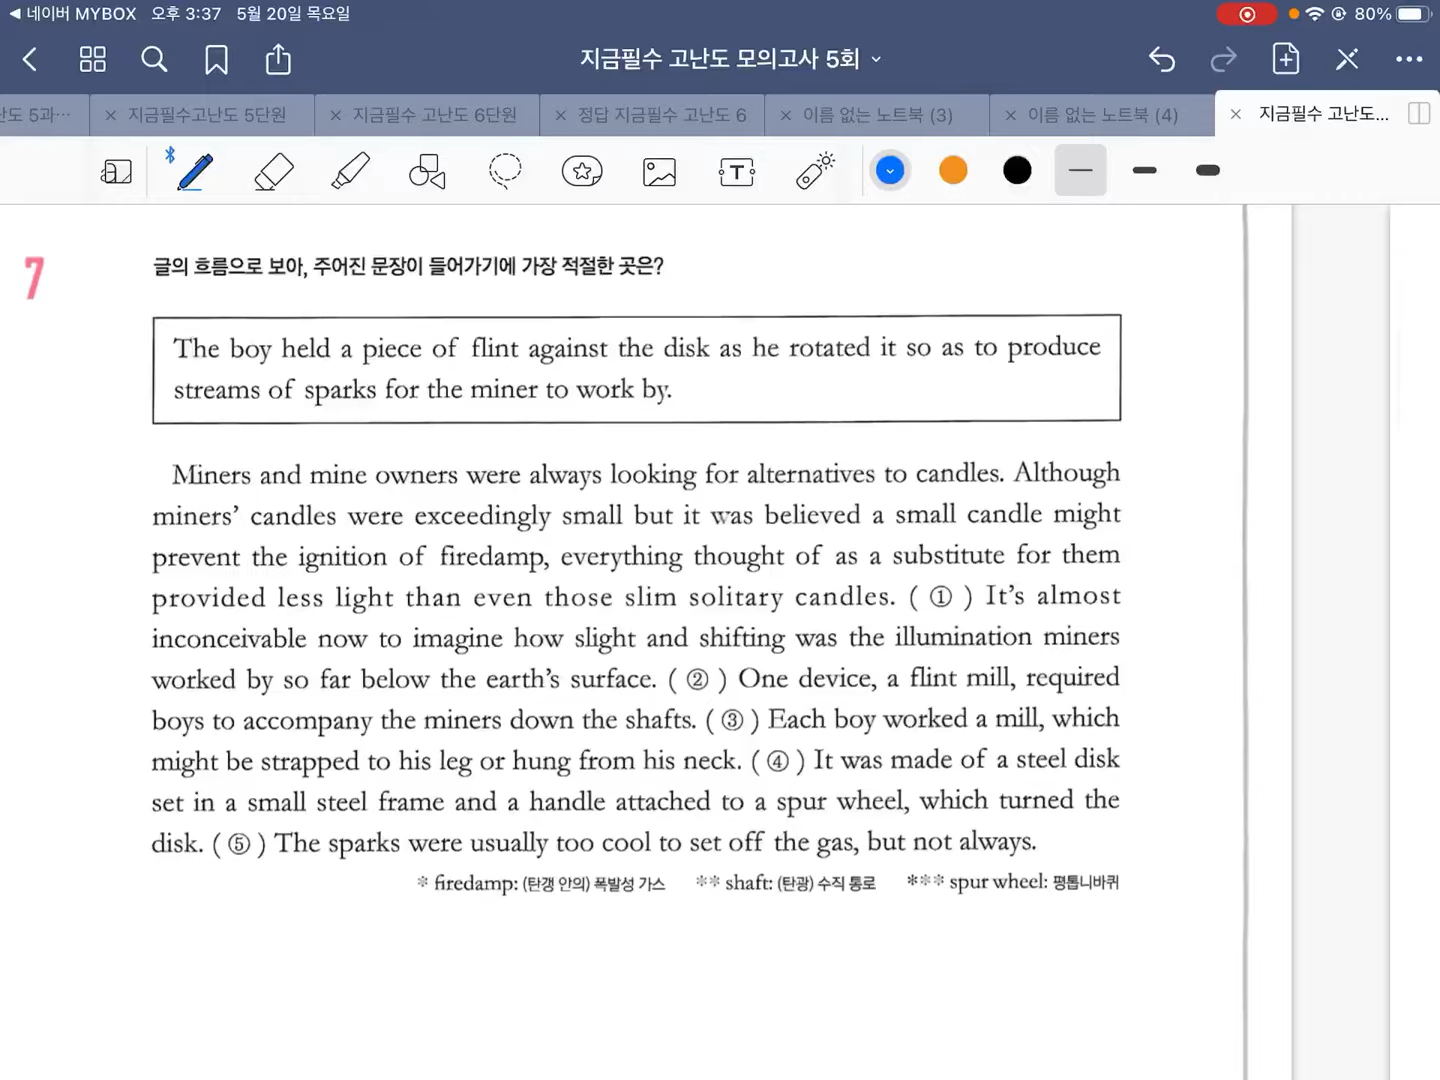 ◀ 네이버 MYBOX 오후 3:37 5월 20일 목요일 80%
지금필수 고난도 모의고사 5회
난도 5과… × 지금필수고난도 5단원 × 지금필수 고난도 6단원 × 정답 지금필수 고난도 6 × 이름 없는 노트북 (3) × 이름 없는 노트북 (4) × 지금필수 고난도...
T
7 글의 흐름으로 보아, 주어진 문장이 들어가기에 가장 적절한 곳은?
The boy held a piece of flint against the disk as he rotated it so as to produce
streams of sparks for the miner to work by.
Miners and mine owners were always looking for alternatives to candles. Although
miners' candles were exceedingly small but it was believed a small candle might
prevent the ignition of firedamp, everything thought of as a substitute for them
provided less light than even those slim solitary candles. ( ① ) It's almost
inconceivable now to imagine how slight and shifting was the illumination miners
worked by so far below the earth's surface. ( ② ) One device, a flint mill, required
boys to accompany the miners down the shafts. ( ③ ) Each boy worked a mill, which
might be strapped to his leg or hung from his neck. ( ④ ) It was made of a steel disk
set in a small steel frame and a handle attached to a spur wheel, which turned the
disk. ( ⑤ ) The sparks were usually too cool to set off the gas, but not always.
* firedamp: (탄갱 안의) 폭발성 가스 ** shaft: (탄광) 수직 통로 *** spur wheel: 평톱니바퀴